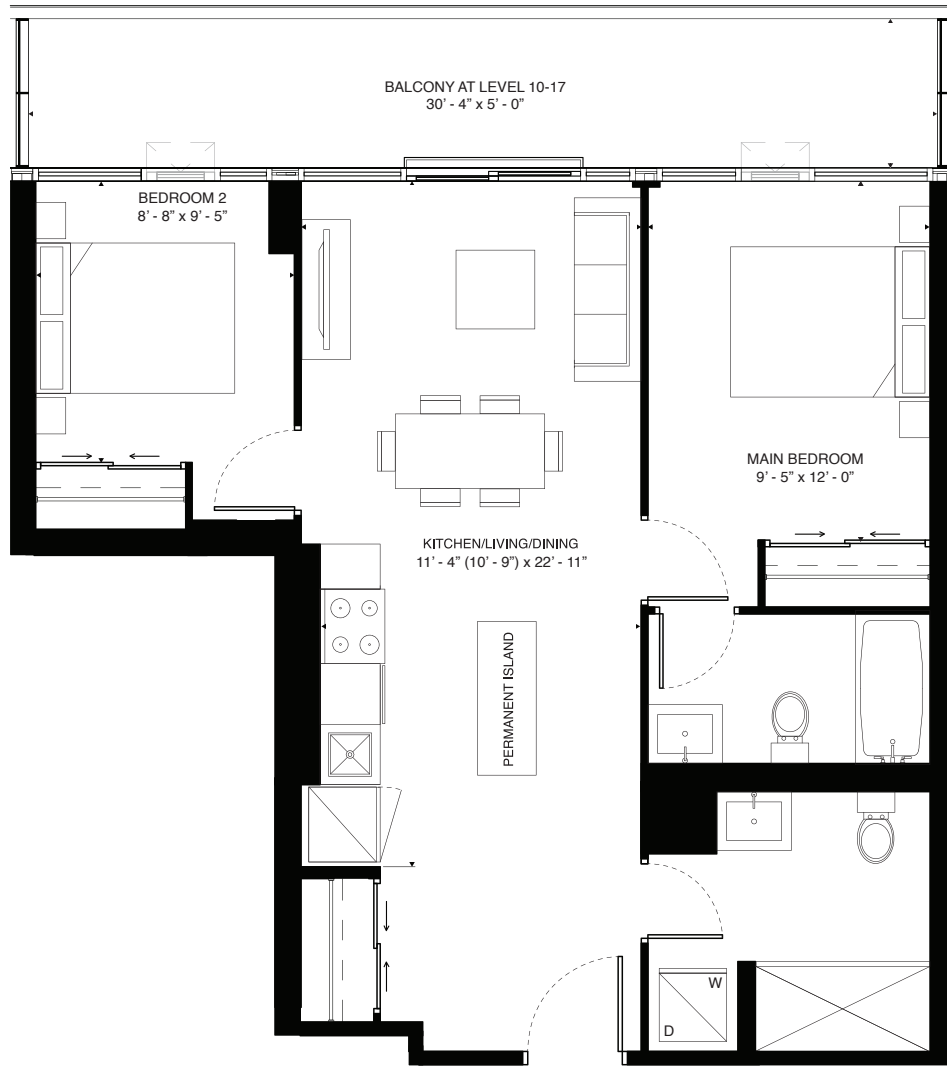 BALCONY AT LEVEL 10-17
30’ - 4” x 5’ - 0”
BEDROOM 2
8’ - 8” x 9’ - 5”
MAIN BEDROOM
9’ - 5” x 12’ - 0”
KITCHEN/LIVING/DINING
11’ - 4” (10’ - 9”) x 22’ - 11”
PERMANENT ISLAND
W
D